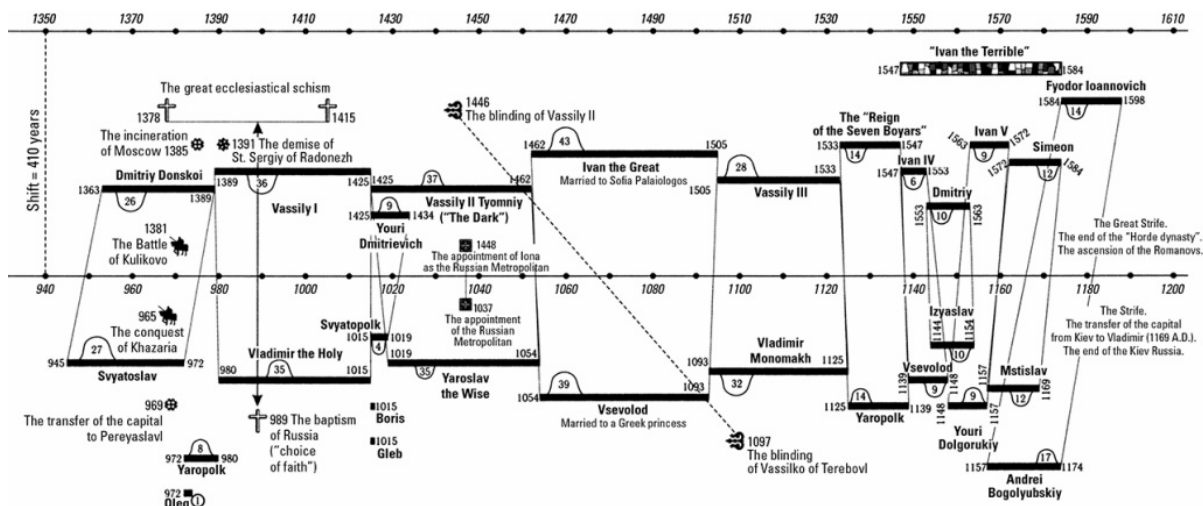 1350 1370 1390 1410 1430 1450 1470 1490 1510 1530 1550 1570 1590 1610
Shift = 410 years
"Ivan the Terrible"
1547 1584
Fyodor Ioannovich
1584 1598
14
The great ecclesiastical schism
1378 1415
1446
The blinding of Vassily II
The incineration
of Moscow 1385
1391 The demise of
St. Sergiy of Radonezh
The "Reign
of the Seven Boyars"
1533 1547
14
Ivan V
1563 1572
9
Simeon
1572 1584
12
Ivan IV
1547 1553
6
1462 43 1505
Ivan the Great
Married to Sofia Palaiologos
1505 28 1533
Vassily III
Dmitriy Donskoi
1363 1389
26
1389 36 1425
Vassily I
1425 37 1462
Vassily II Tyomniy
("The Dark")
9
1425 1434
Youri
Dmitrievich
Dmitriy
10
1553 1563
1381
The Battle
of Kulikovo
1448
The appointment of Iona
as the Russian Metropolitan
The Great Strife.
The end of the "Horde dynasty".
The ascension of the Romanovs.
940 960 980 1000 1020 1040 1060 1080 1100 1120 1140 1160 1180 1200
965
The conquest
of Khazaria
1037
The appointment
of the Russian
Metropolitan
Svyatopolk
1015 1019
4
Izyaslav
1144 1154
10
The Strife.
The transfer of the capital
from Kiev to Vladimir (1169 A.D.).
The end of the Kiev Russia.
27
945 972
Svyatoslav
Vladimir the Holy
980 35 1015
1019 1054
35
Yaroslav
the Wise
1054 39 1093
Vsevolod
Married to a Greek princess
Vladimir
Monomakh
1093 1125
32
1125 14 1139
Yaropolk
Vsevolod
1139 1148
9
9
1148 1157
Youri
Dolgorukiy
Mstislav
1157 1169
12
969
The transfer of the capital
to Pereyaslavl
989 The baptism
of Russia
("choice
of faith")
1015
Boris
1015
Gleb
8
972 980
Yaropolk
972
Oleg 1
1097
The blinding
of Vassilko of Terebovl
17
1157 1174
Andrei
Bogolyubskiy